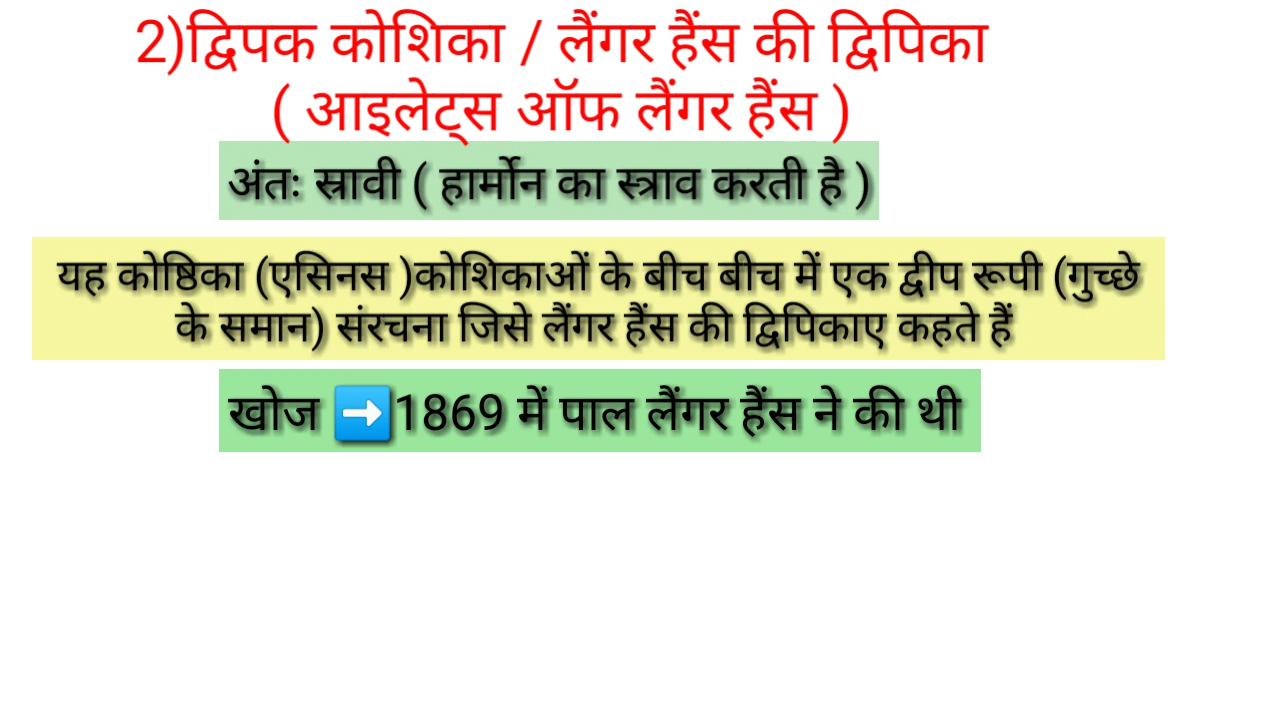 2)द्विपक कोशिका / लैंगर हैंस की द्विपिका
( आइलेट्स ऑफ लैंगर हैंस )
अंतः स्रावी ( हार्मोन का स्त्राव करती है )
यह कोष्ठिका (एसिनस )कोशिकाओं के बीच बीच में एक द्वीप रूपी (गुच्छे
के समान) संरचना जिसे लैंगर हैंस की द्विपिकाए कहते हैं
खोज ➡️1869 में पाल लैंगर हैंस ने की थी